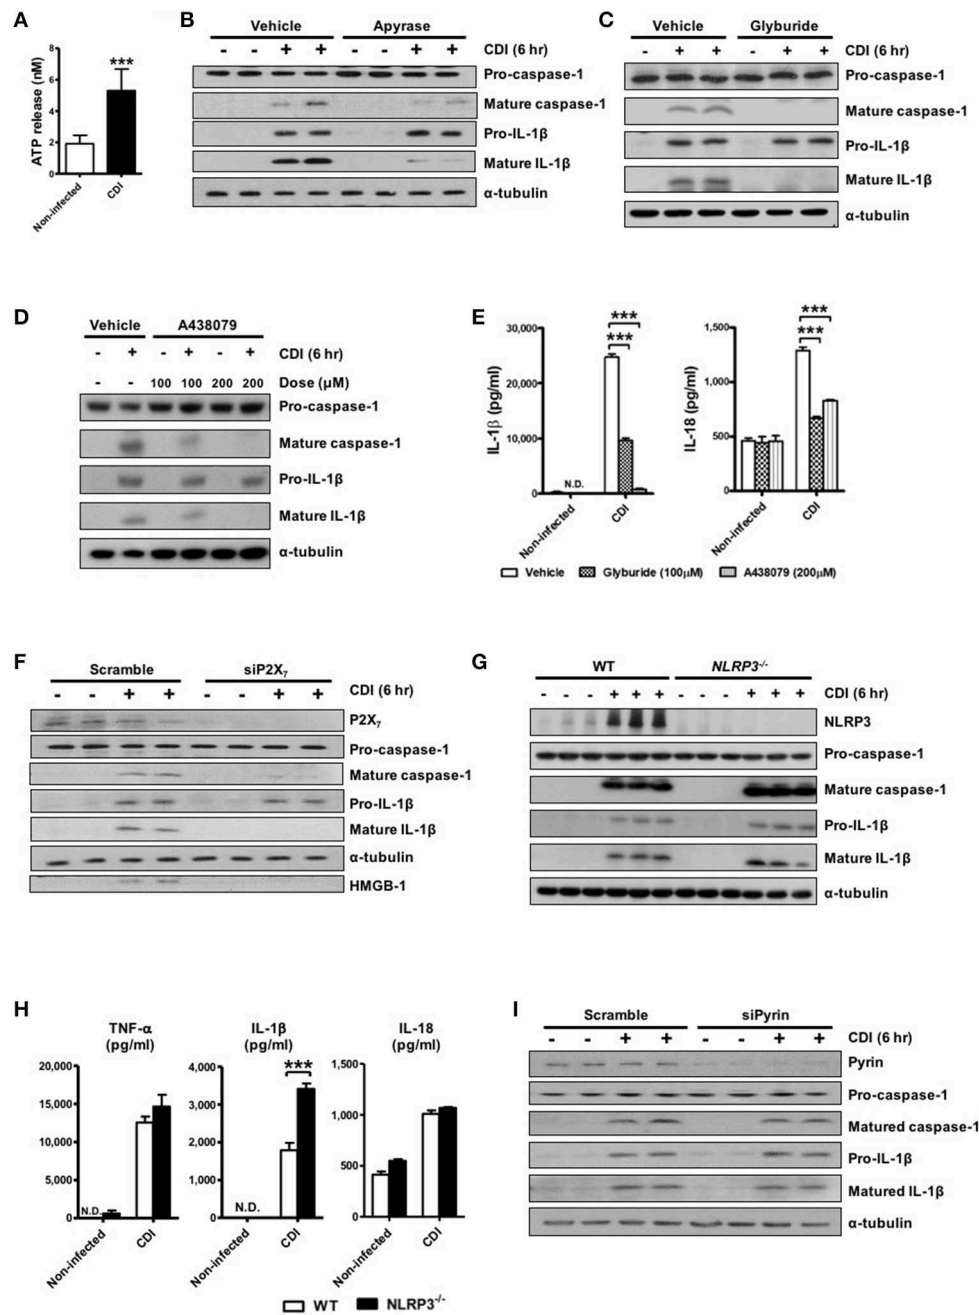 A
ATP release (nM)
8
6
4
2
0
***
Non-infected
CDI
B
Vehicle Apyrase
- - + + - - + + CDI (6 hr)
Pro-caspase-1
Mature caspase-1
Pro-IL-1β
Mature IL-1β
α-tubulin
C
Vehicle Glyburide
- + + - + + CDI (6 hr)
Pro-caspase-1
Mature caspase-1
Pro-IL-1β
Mature IL-1β
α-tubulin
D
Vehicle A438079
- + - + - + CDI (6 hr)
- - 100 100 200 200 Dose (µM)
Pro-caspase-1
Mature caspase-1
Pro-IL-1β
Mature IL-1β
α-tubulin
E
IL-1β (pg/ml)
30,000
20,000
10,000
0
***
***
N.D.
Non-infected
CDI
IL-18 (pg/ml)
1,500
1,000
500
0
***
***
Non-infected
CDI
Vehicle Glyburide (100µM) A438079 (200µM)
F
Scramble siP2X7
- - + + - - + + CDI (6 hr)
P2X7
Pro-caspase-1
Mature caspase-1
Pro-IL-1β
Mature IL-1β
α-tubulin
HMGB-1
G
WT NLRP3-/-
- - - + + + - - - + + + CDI (6 hr)
NLRP3
Pro-caspase-1
Mature caspase-1
Pro-IL-1β
Mature IL-1β
α-tubulin
H
TNF-α
(pg/ml)
20,000
15,000
10,000
5,000
0
N.D.
Non-infected
CDI
IL-1β
(pg/ml)
4,000
3,000
2,000
1,000
0
***
N.D.
Non-infected
CDI
IL-18
(pg/ml)
1,500
1,000
500
0
Non-infected
CDI
WT NLRP3-/-
I
Scramble siPyrin
- - + + - - + + CDI (6 hr)
Pyrin
Pro-caspase-1
Matured caspase-1
Pro-IL-1β
Matured IL-1β
α-tubulin